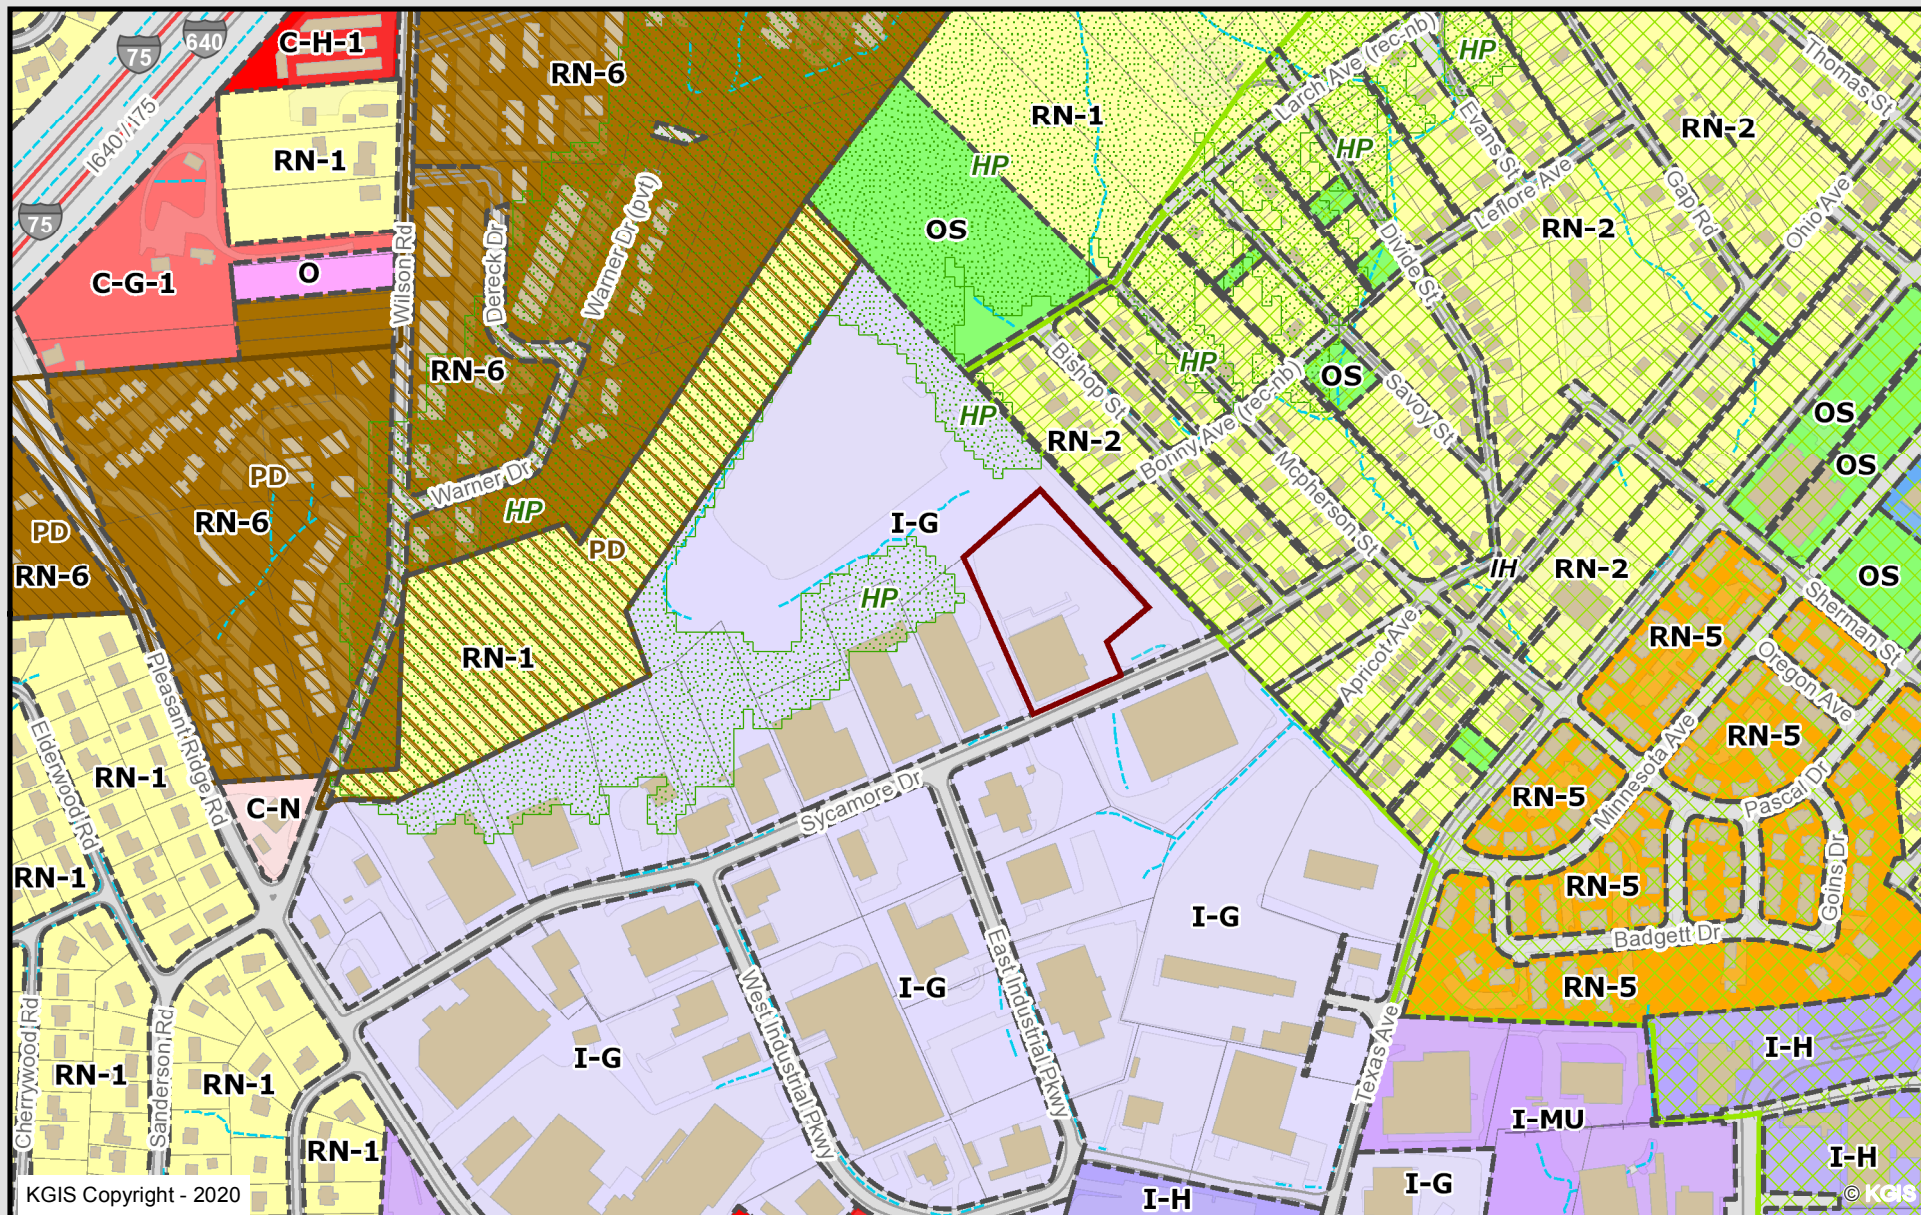 C-H-1
75
640
I640 / I75
RN-6
RN-1
HP
Thomas St
Larch Ave (rec-nb)
Evans St
RN-2
RN-1
HP
HP
Leflore Ave
Gap Rd
Ohio Ave
75
Wilson Rd
Dereck Dr
Warner Dr (pvt)
OS
Divide St
RN-2
C-G-1
O
RN-6
HP
Bishop St
HP
OS
Savoy St
OS
OS
RN-2
Bonny Ave (rec-nb)
Mcpherson St
PD
Warner Dr
HP
RN-6
I-G
PD
PD
RN-6
HP
IH
RN-2
OS
Sherman St
RN-5
Oregon Ave
Apricot Ave
RN-1
Pleasant Ridge Rd
Elderwood Rd
RN-1
C-N
Sycamore Dr
RN-5
Minnesota Ave
RN-5
Pascal Dr
Goins Dr
RN-1
RN-5
Badgett Dr
I-G
I-G
RN-5
West Industrial Pkwy
East Industrial Pkwy
Texas Ave
I-G
Cherrywood Rd
Sanderson Rd
RN-1
RN-1
RN-1
I-H
I-MU
I-H
I-G
I-H
KGIS Copyright - 2020
© KGIS